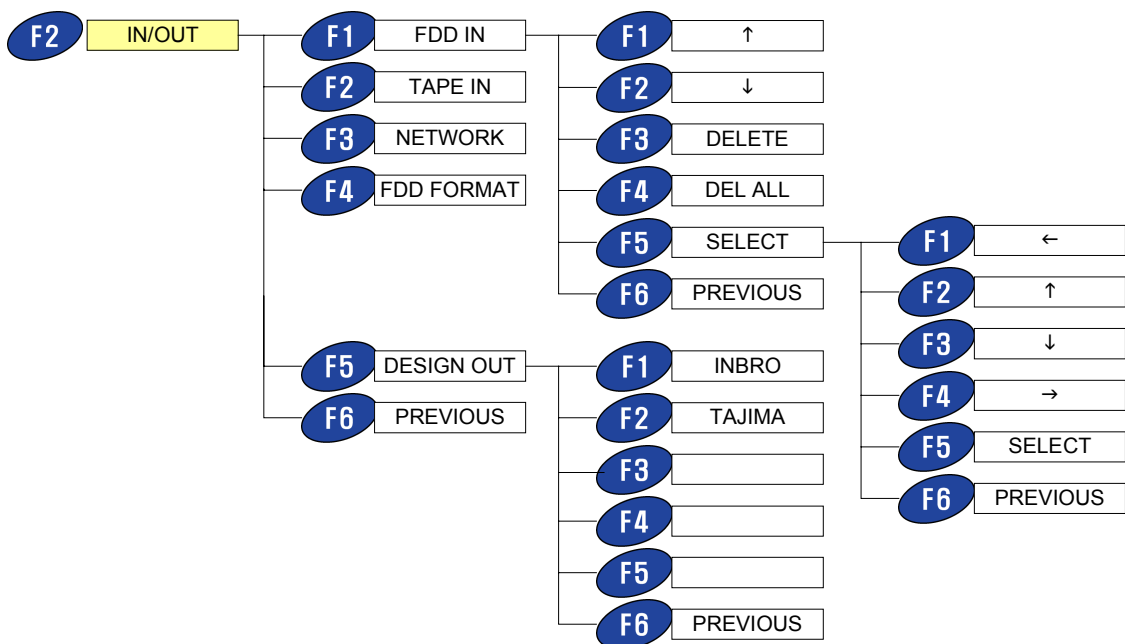 F2 IN/OUT
F1 FDD IN
F2 TAPE IN
F3 NETWORK
F4 FDD FORMAT
F5 DESIGN OUT
F6 PREVIOUS
F1 ↑
F2 ↓
F3 DELETE
F4 DEL ALL
F5 SELECT
F6 PREVIOUS
F1 ←
F2 ↑
F3 ↓
F4 →
F5 SELECT
F6 PREVIOUS
F1 INBRO
F2 TAJIMA
F3
F4
F5
F6 PREVIOUS